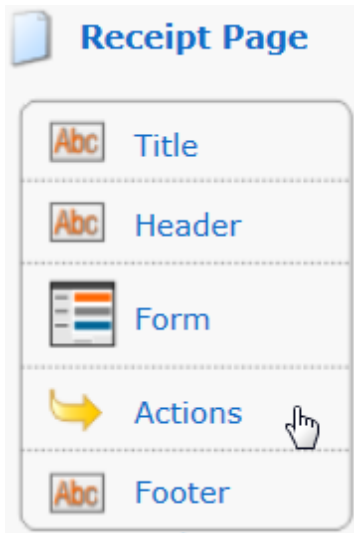 Receipt Page
Abc Title
Abc Header
Form
Actions
Abc Footer